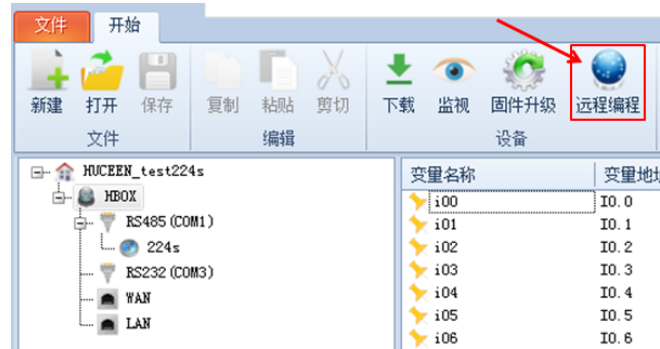 文件 开始
新建 打开 保存 复制 粘贴 剪切 下载 监视 固件升级 远程编程
文件 编辑 设备
HUCEEN_test224s
HBOX
RS485(COM1)
224s
RS232(COM3)
WAN
LAN
变量名称 变量地址
i00 I0.0
i01 I0.1
i02 I0.2
i03 I0.3
i04 I0.4
i05 I0.5
i06 I0.6